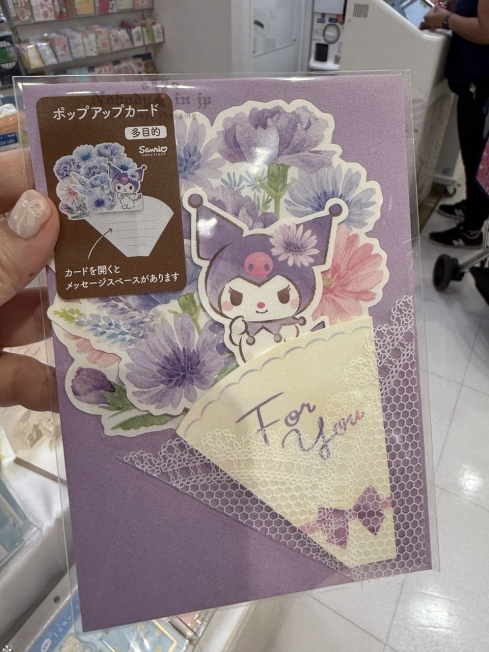 ポップアップカード
多目的
Sanrio
カードを開くと
メッセージスペースがあります
For
You